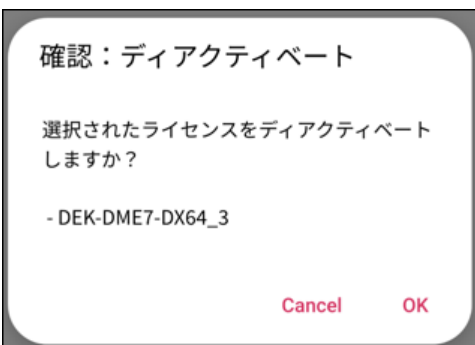 確認：ディアクティベート
選択されたライセンスをディアクティベート
しますか？
- DEK-DME7-DX64_3
Cancel OK